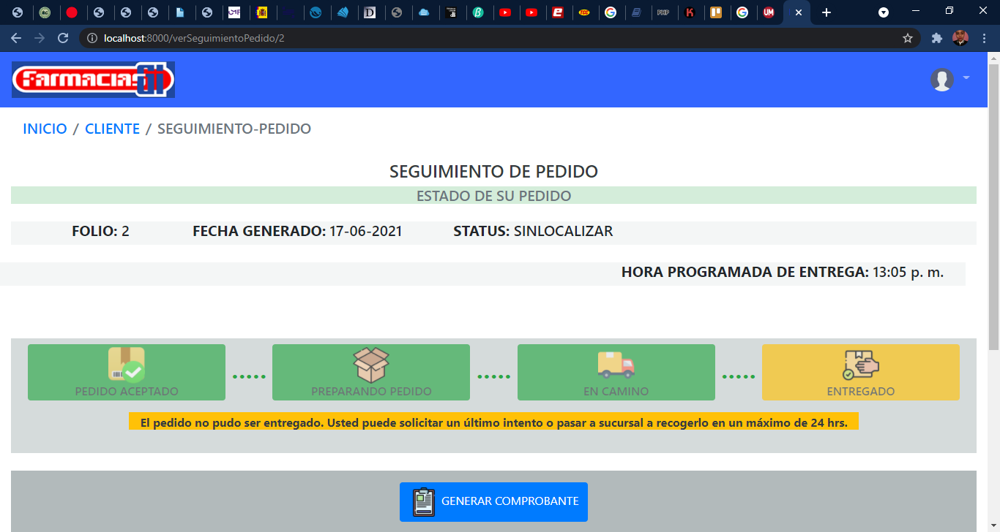 localhost:8000/verSeguimientoPedido/2
Farmacias
INICIO / CLIENTE / SEGUIMIENTO-PEDIDO
SEGUIMIENTO DE PEDIDO
ESTADO DE SU PEDIDO
FOLIO: 2 FECHA GENERADO: 17-06-2021 STATUS: SINLOCALIZAR
HORA PROGRAMADA DE ENTREGA: 13:05 p. m.
PEDIDO ACEPTADO PREPARANDO PEDIDO EN CAMINO ENTREGADO
El pedido no pudo ser entregado. Usted puede solicitar un último intento o pasar a sucursal a recogerlo en un máximo de 24 hrs.
GENERAR COMPROBANTE